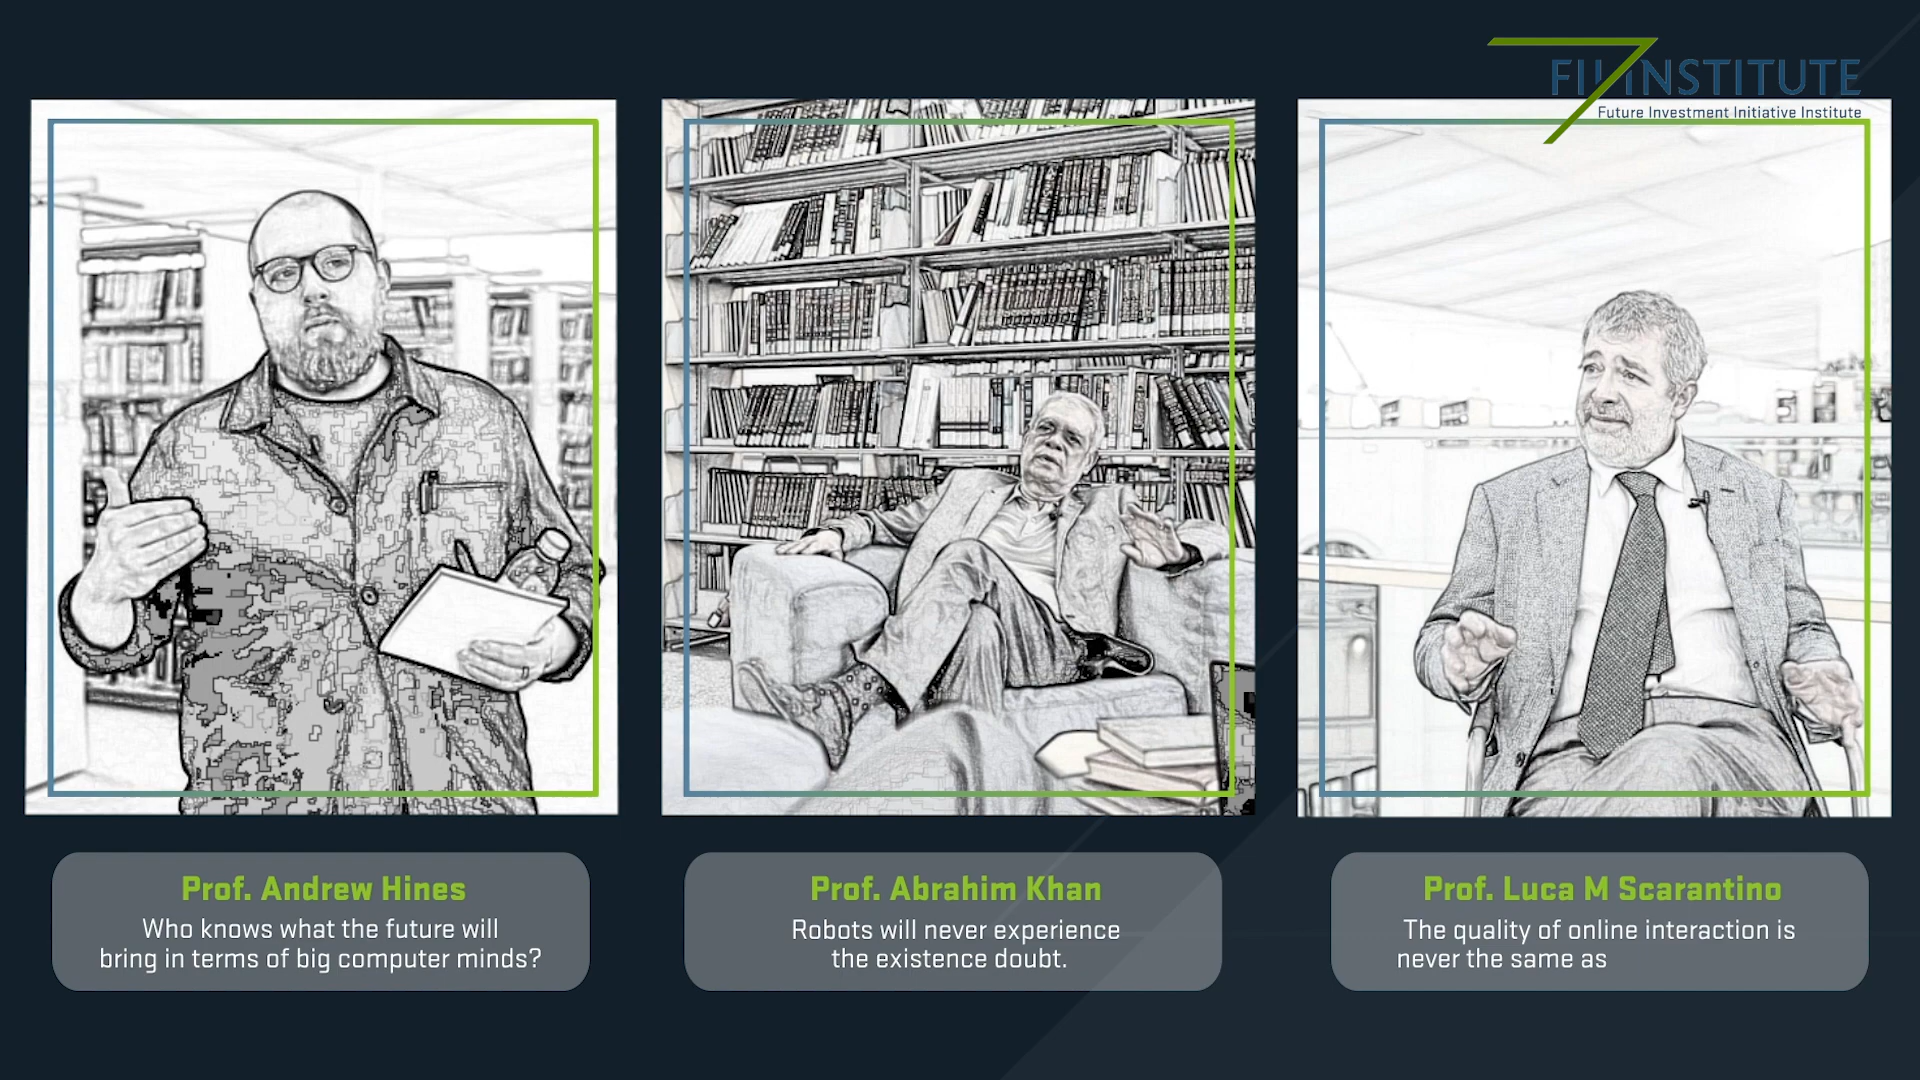 FII INSTITUTE
Future Investment Initiative Institute
Prof. Andrew Hines
Who knows what the future will
bring in terms of big computer minds?
Prof. Abrahim Khan
Robots will never experience
the existence doubt.
Prof. Luca M Scarantino
The quality of online interaction is
never the same as